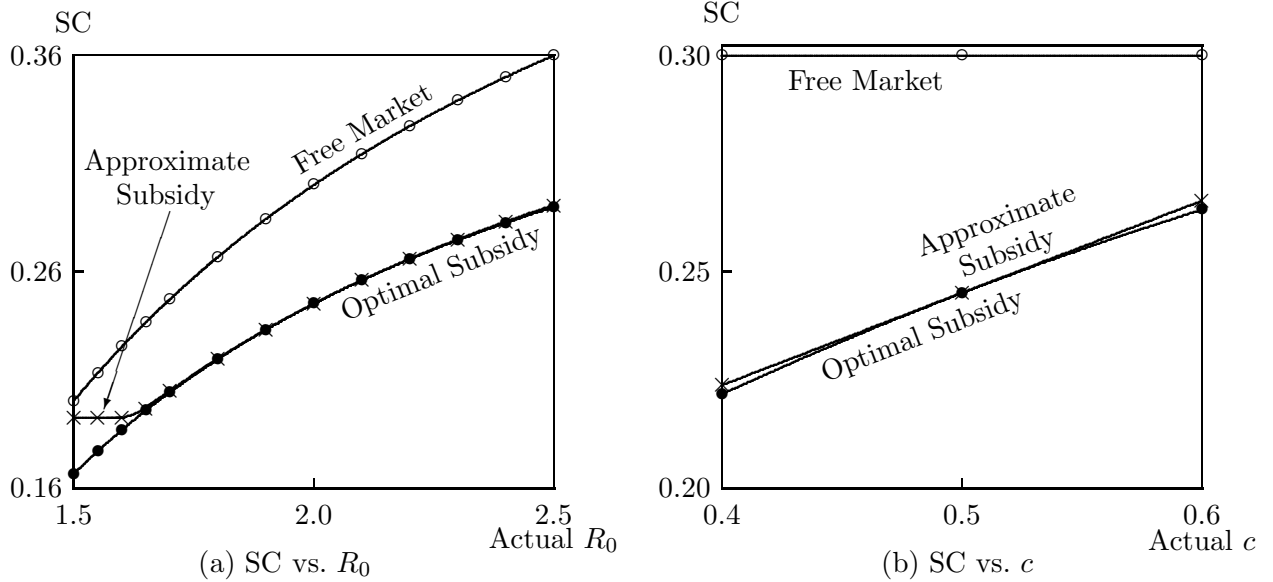 SC
0.36
0.26
0.16
1.5
2.0
2.5
Free Market
Approximate
Subsidy
Optimal Subsidy
Actual R₀
(a) SC vs. R₀
SC
0.30
0.25
0.20
0.4
0.5
0.6
Free Market
Approximate
Subsidy
Optimal Subsidy
Actual c
(b) SC vs. c